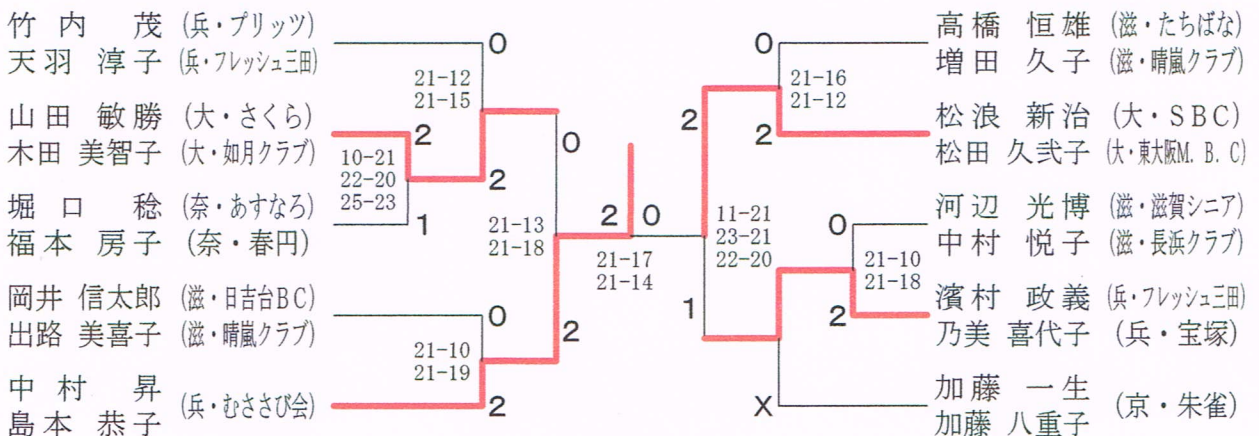 竹内 茂 (兵・プリッツ)
天羽 淳子 (兵・フレッシュ三田)
0
21-12
21-15
山田 敏勝 (大・さくら)
木田 美智子 (大・如月クラブ)
2
10-21
22-20
25-23
2
堀口 稔 (奈・あすなろ)
福本 房子 (奈・春円)
1
0
21-13
21-18
岡井 信太郎 (滋・日吉台BC)
出路 美喜子 (滋・晴嵐クラブ)
0
2
21-10
21-19
中村 昇
島本 恭子
(兵・むささび会)
2
2
0
21-17
21-14
高橋 恒雄 (滋・たちばな)
増田 久子 (滋・晴嵐クラブ)
0
21-16
21-12
2
松浪 新治 (大・SBC)
松田 久弐子 (大・東大阪M.B.C)
2
11-21
23-21
22-20
河辺 光博 (滋・滋賀シニア)
中村 悦子 (滋・長浜クラブ)
0
21-10
21-18
濱村 政義 (兵・フレッシュ三田)
乃美 喜代子 (兵・宝塚)
2
1
加藤 一生
加藤 八重子
(京・朱雀)
X